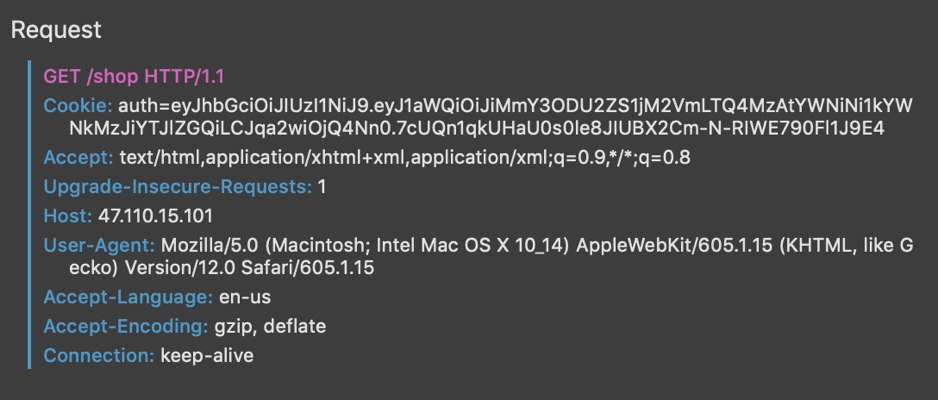 Request
GET /shop HTTP/1.1
Cookie: auth=eyJhbGciOiJIUzI1NiJ9.eyJ1aWQiOiJiMmY3ODU2ZS1jM2VmLTQ4MzAtYWNiNi1kYW
NkMzJiYTJlZGQiLCJqa2wiOjQ4Nn0.7cUQn1qkUHaU0s0le8JlUBX2Cm-N-RIWE790Fl1J9E4
Accept: text/html,application/xhtml+xml,application/xml;q=0.9,*/*;q=0.8
Upgrade-Insecure-Requests: 1
Host: 47.110.15.101
User-Agent: Mozilla/5.0 (Macintosh; Intel Mac OS X 10_14) AppleWebKit/605.1.15 (KHTML, like G
ecko) Version/12.0 Safari/605.1.15
Accept-Language: en-us
Accept-Encoding: gzip, deflate
Connection: keep-alive